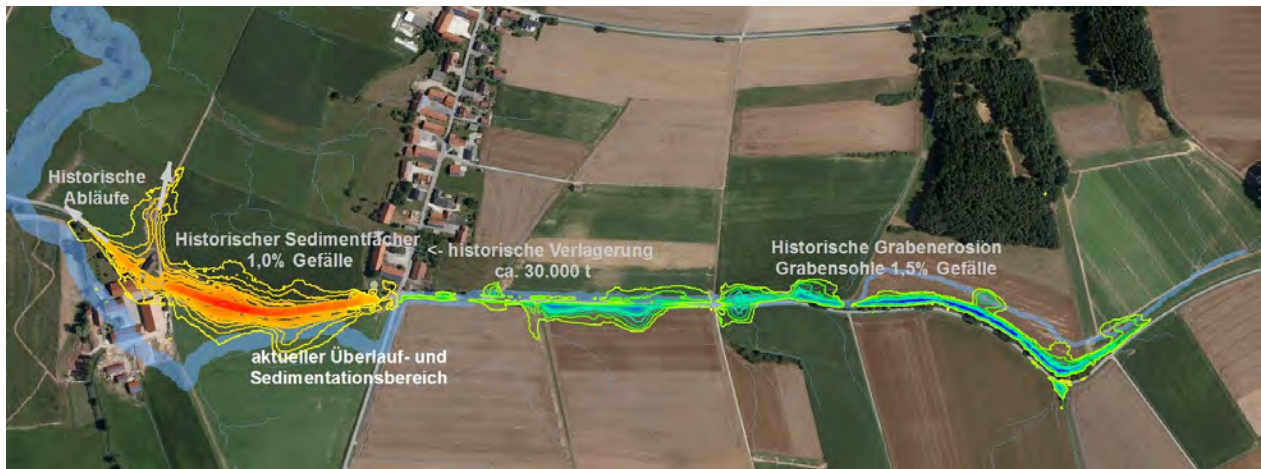 Historische
Abläufe
Historischer Sedimentfächer
1,0% Gefälle
<- historische Verlagerung
ca. 30.000 t
Historische Grabenerosion
Grabensohle 1,5% Gefälle
aktueller Überlauf- und
Sedimentationsbereich